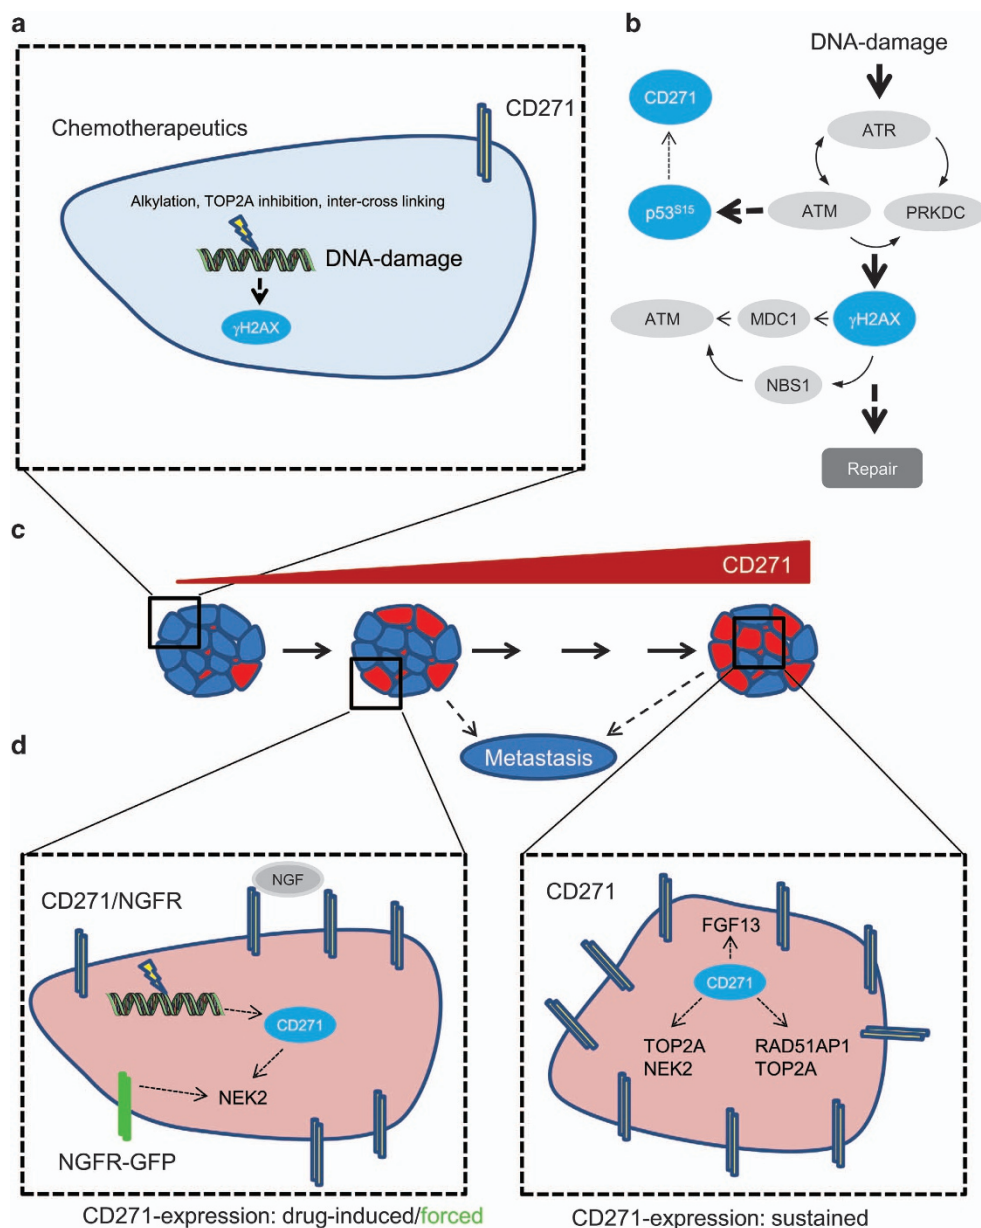 a
CD271
Chemotherapeutics
Alkylation, TOP2A inhibition, inter-cross linking
DNA-damage
γH2AX
b
DNA-damage
CD271
ATR
p53S15
ATM
PRKDC
ATM
MDC1
γH2AX
NBS1
Repair
c
CD271
Metastasis
d
CD271/NGFR
NGF
CD271
NEK2
NGFR-GFP
CD271-expression: drug-induced/forced
CD271
FGF13
CD271
TOP2A
NEK2
RAD51AP1
TOP2A
CD271-expression: sustained